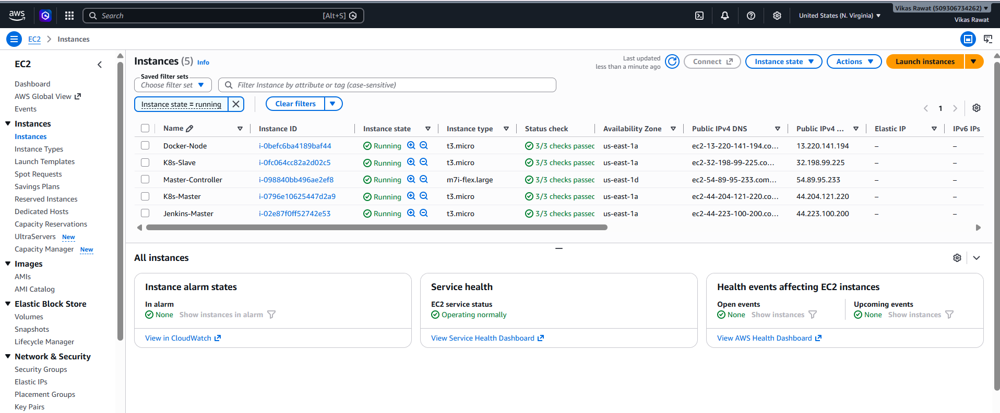 aws
Search [Alt+S]
United States (N. Virginia)
Vikas Rawat (509306734262)
Vikas Rawat
EC2 Instances
EC2
Dashboard
AWS Global View
Events
Instances
Instances
Instance Types
Launch Templates
Spot Requests
Savings Plans
Reserved Instances
Dedicated Hosts
Capacity Reservations
UltraServers New
Capacity Manager New
Images
AMIs
AMI Catalog
Elastic Block Store
Volumes
Snapshots
Lifecycle Manager
Network & Security
Security Groups
Elastic IPs
Placement Groups
Key Pairs
Instances (5) Info
Last updated
less than a minute ago
Connect
Instance state
Actions
Launch instances
Saved filter sets
Choose filter set
Filter Instance by attribute or tag (case-sensitive)
Instance state = running
Clear filters
1
Name Instance ID Instance state Instance type Status check Availability Zone Public IPv4 DNS Public IPv4 ... Elastic IP IPv6 IPs
Docker-Node i-0befc6ba4189baf44 Running t3.micro 3/3 checks passec us-east-1a ec2-13-220-141-194.co... 13.220.141.194 – –
K8s-Slave i-0fc064cc82a2d02c5 Running t3.micro 3/3 checks passec us-east-1a ec2-32-198-99-225.co... 32.198.99.225 – –
Master-Controller i-098840bb496ae2ef8 Running m7i-flex.large 3/3 checks passec us-east-1d ec2-54-89-95-233.com... 54.89.95.233 – –
K8s-Master i-0796e10625447d2a9 Running t3.micro 3/3 checks passec us-east-1a ec2-44-204-121-220.co... 44.204.121.220 – –
Jenkins-Master i-02e87f0ff52742e53 Running t3.micro 3/3 checks passec us-east-1a ec2-44-223-100-200.co... 44.223.100.200 – –
All instances
Instance alarm states
In alarm
None Show instances in alarm
View in CloudWatch
Service health
EC2 service status
Operating normally
View Service Health Dashboard
Health events affecting EC2 instances
Open events Upcoming events
None Show instances None Show instances
View AWS Health Dashboard